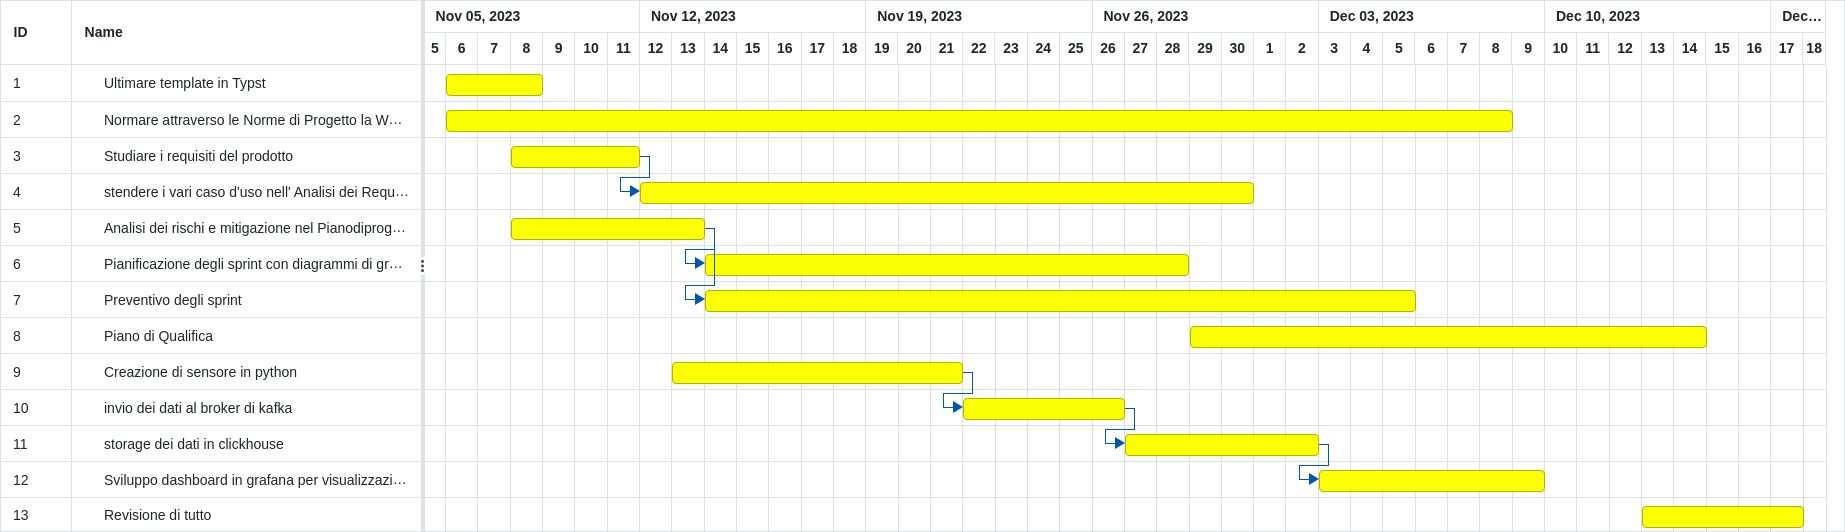 ID Name Nov 05, 2023 Nov 12, 2023 Nov 19, 2023 Nov 26, 2023 Dec 03, 2023 Dec 10, 2023 Dec…
5 6 7 8 9 10 11 12 13 14 15 16 17 18 19 20 21 22 23 24 25 26 27 28 29 30 1 2 3 4 5 6 7 8 9 10 11 12 13 14 15 16 17 18
1 Ultimare template in Typst
2 Normare attraverso le Norme di Progetto la W…
3 Studiare i requisiti del prodotto
4 stendere i vari caso d'uso nell' Analisi dei Requ…
5 Analisi dei rischi e mitigazione nel Pianodiprog…
6 Pianificazione degli sprint con diagrammi di gr…
7 Preventivo degli sprint
8 Piano di Qualifica
9 Creazione di sensore in python
10 invio dei dati al broker di kafka
11 storage dei dati in clickhouse
12 Sviluppo dashboard in grafana per visualizzazi…
13 Revisione di tutto